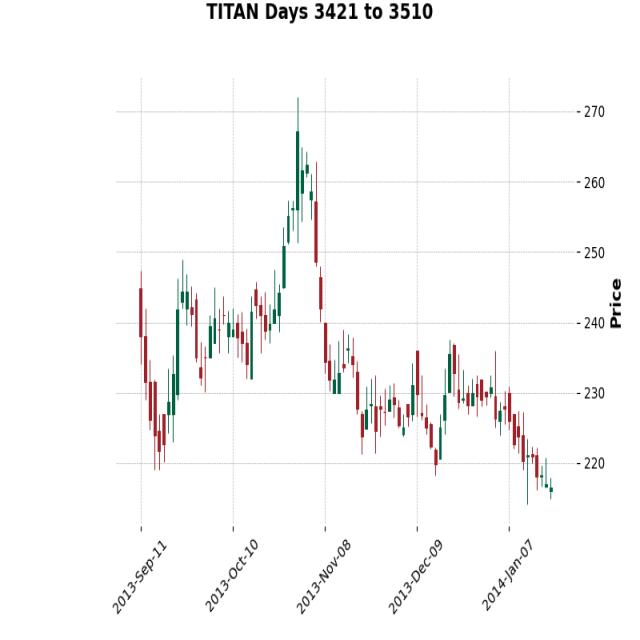 TITAN Days 3421 to 3510
270
260
250
240
230
220
Price
2013-Sep-11
2013-Oct-10
2013-Nov-08
2013-Dec-09
2014-Jan-07